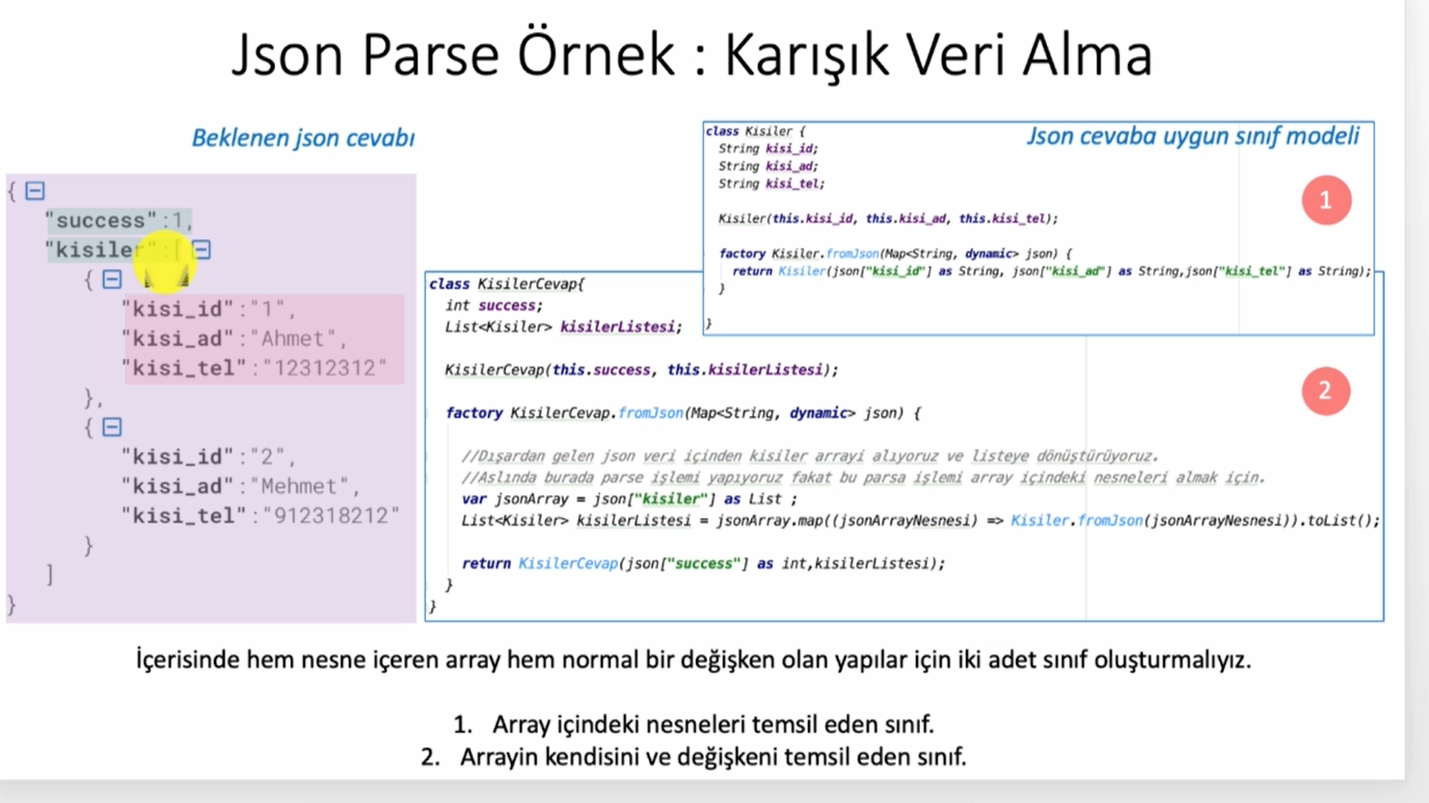 Json Parse Örnek : Karışık Veri Alma
Beklenen json cevabı
{
"success":1,
"kisiler":[
{
"kisi_id":"1",
"kisi_ad":"Ahmet",
"kisi_tel":"12312312"
},
{
"kisi_id":"2",
"kisi_ad":"Mehmet",
"kisi_tel":"912318212"
}
]
}
Json cevaba uygun sınıf modeli
1
class Kisiler {
String kisi_id;
String kisi_ad;
String kisi_tel;
Kisiler(this.kisi_id, this.kisi_ad, this.kisi_tel);
factory Kisiler.fromJson(Map<String, dynamic> json) {
return Kisiler(json["kisi_id"] as String, json["kisi_ad"] as String,json["kisi_tel"] as String);
}
}
2
class KisilerCevap{
int success;
List<Kisiler> kisilerListesi;
KisilerCevap(this.success, this.kisilerListesi);
factory KisilerCevap.fromJson(Map<String, dynamic> json) {
//Dışardan gelen json veri içinden kisiler arrayi alıyoruz ve listeye dönüştürüyoruz.
//Aslında burada parse işlemi yapıyoruz fakat bu parsa işlemi array içindeki nesneleri almak için.
var jsonArray = json["kisiler"] as List ;
List<Kisiler> kisilerListesi = jsonArray.map((jsonArrayNesnesi) => Kisiler.fromJson(jsonArrayNesnesi)).toList();
return KisilerCevap(json["success"] as int,kisilerListesi);
}
}
İçerisinde hem nesne içeren array hem normal bir değişken olan yapılar için iki adet sınıf oluşturmalıyız.
1. Array içindeki nesneleri temsil eden sınıf.
2. Arrayin kendisini ve değişkeni temsil eden sınıf.